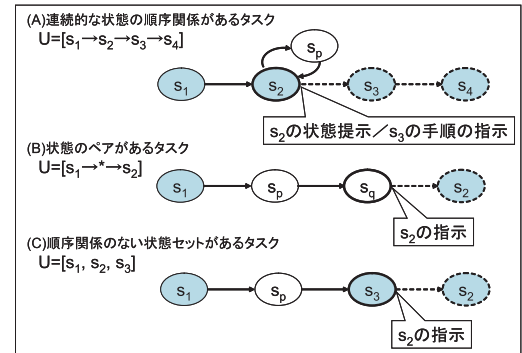 (A)連続的な状態の順序関係があるタスク
U=[s₁→s₂→s₃→s₄]
sₚ
s₁ s₂ s₃ s₄
s₂の状態提示／s₃の手順の指示
(B)状態のペアがあるタスク
U=[s₁→*→s₂]
s₁ sₚ s_q s₂
s₂の指示
(C)順序関係のない状態セットがあるタスク
U=[s₁, s₂, s₃]
s₁ sₚ s₃ s₂
s₂の指示